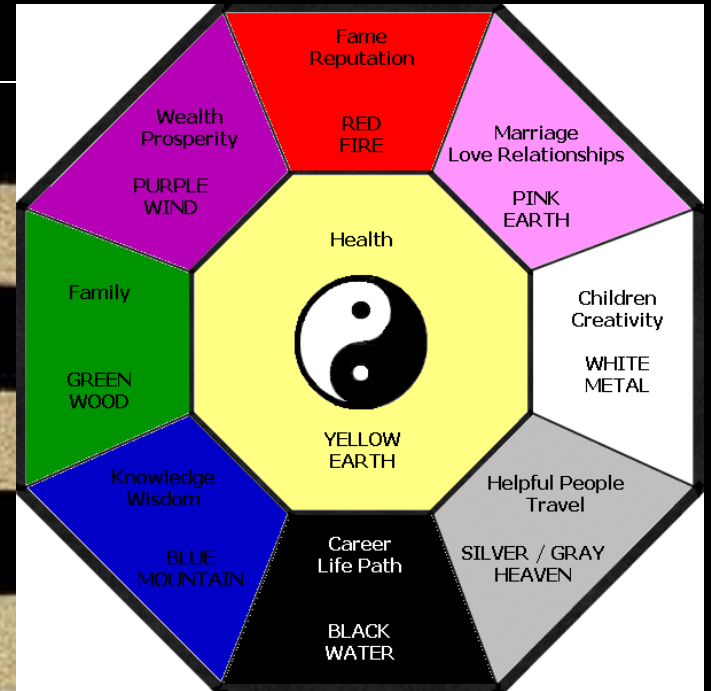 Fame
Reputation
RED
FIRE
Wealth
Prosperity
PURPLE
WIND
Marriage
Love Relationships
PINK
EARTH
Health
YELLOW
EARTH
Family
GREEN
WOOD
Children
Creativity
WHITE
METAL
Knowledge
Wisdom
BLUE
MOUNTAIN
Career
Life Path
BLACK
WATER
Helpful People
Travel
SILVER / GRAY
HEAVEN